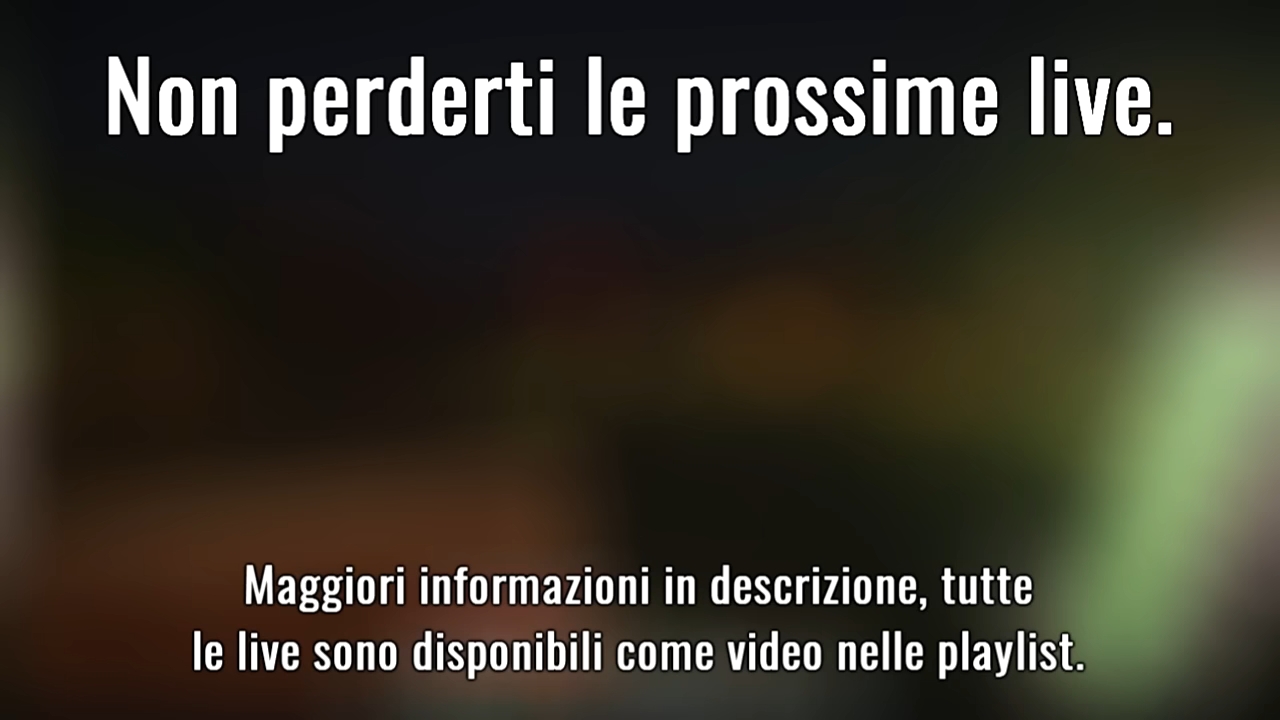 Non perderti le prossime live.
Maggiori informazioni in descrizione, tutte
le live sono disponibili come video nelle playlist.